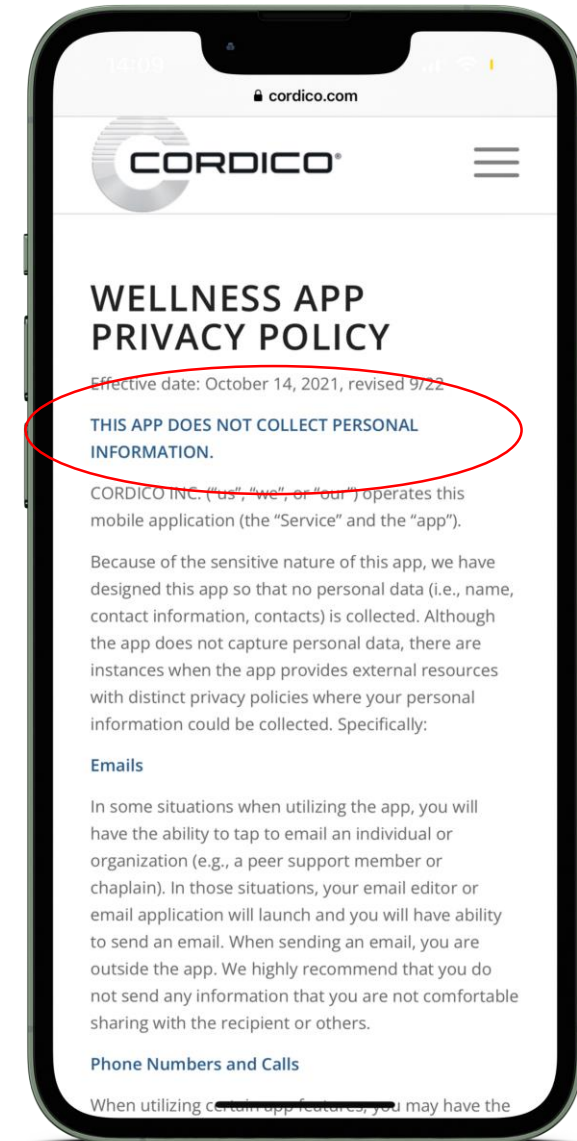 14:09
cordico.com
CORDICO®
WELLNESS APP
PRIVACY POLICY
Effective date: October 14, 2021, revised 9/22
THIS APP DOES NOT COLLECT PERSONAL
INFORMATION.
CORDICO INC. (“us”, “we”, or “our”) operates this
mobile application (the “Service” and the “app”).
Because of the sensitive nature of this app, we have
designed this app so that no personal data (i.e., name,
contact information, contacts) is collected. Although
the app does not capture personal data, there are
instances when the app provides external resources
with distinct privacy policies where your personal
information could be collected. Specifically:
Emails
In some situations when utilizing the app, you will
have the ability to tap to email an individual or
organization (e.g., a peer support member or
chaplain). In those situations, your email editor or
email application will launch and you will have ability
to send an email. When sending an email, you are
outside the app. We highly recommend that you do
not send any information that you are not comfortable
sharing with the recipient or others.
Phone Numbers and Calls
When utilizing certain app features, you may have the